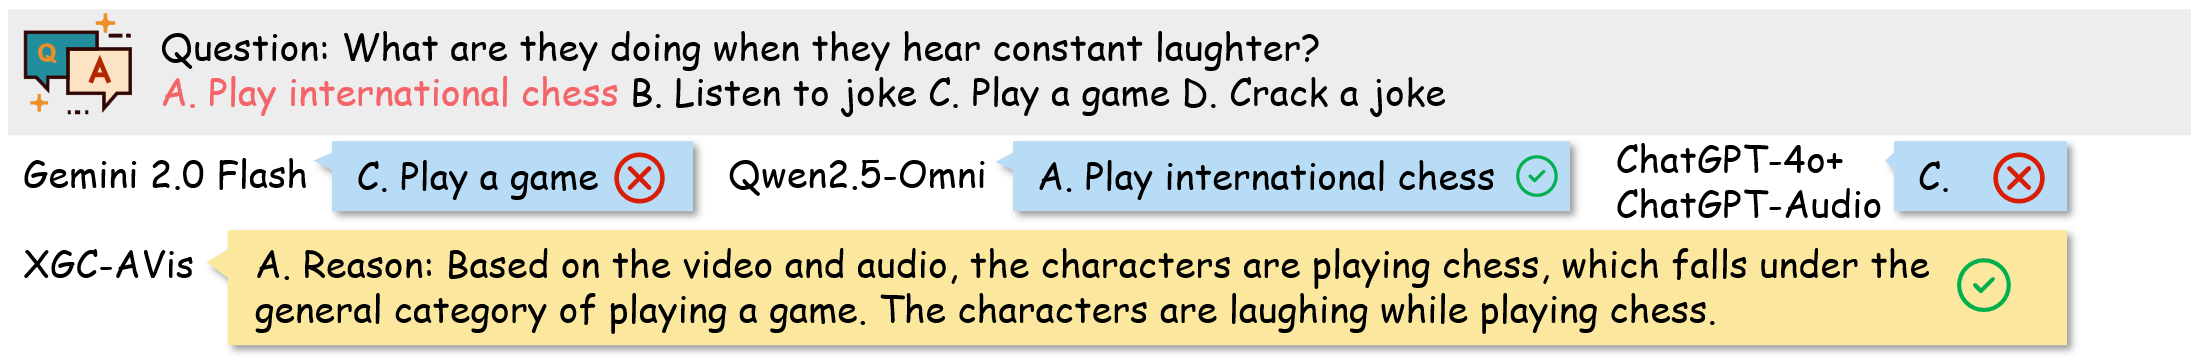 Q
A
Question: What are they doing when they hear constant laughter?
A. Play international chess B. Listen to joke C. Play a game D. Crack a joke
Gemini 2.0 Flash
C. Play a game
Qwen2.5-Omni
A. Play international chess
ChatGPT-4o+
ChatGPT-Audio
C.
XGC-AVis
A. Reason: Based on the video and audio, the characters are playing chess, which falls under the
general category of playing a game. The characters are laughing while playing chess.